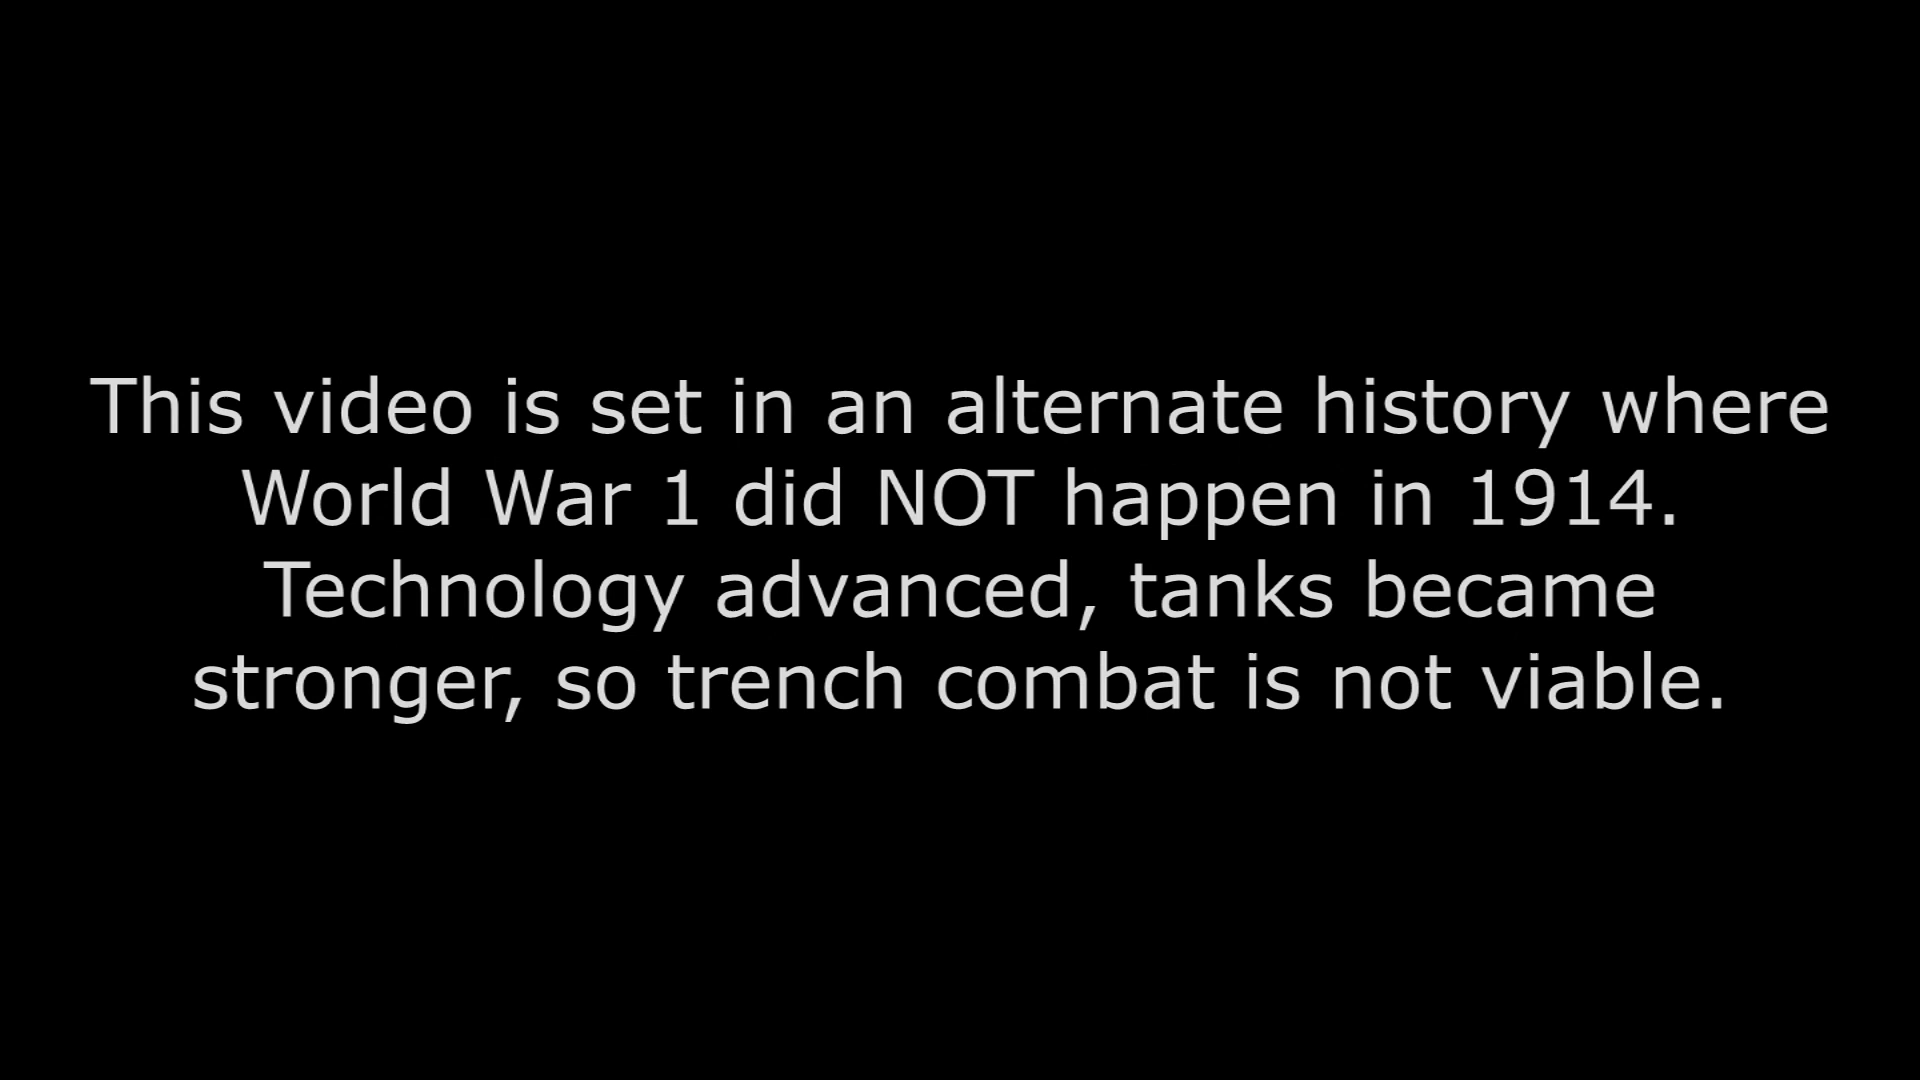 This video is set in an alternate history where
World War 1 did NOT happen in 1914.
Technology advanced, tanks became
stronger, so trench combat is not viable.